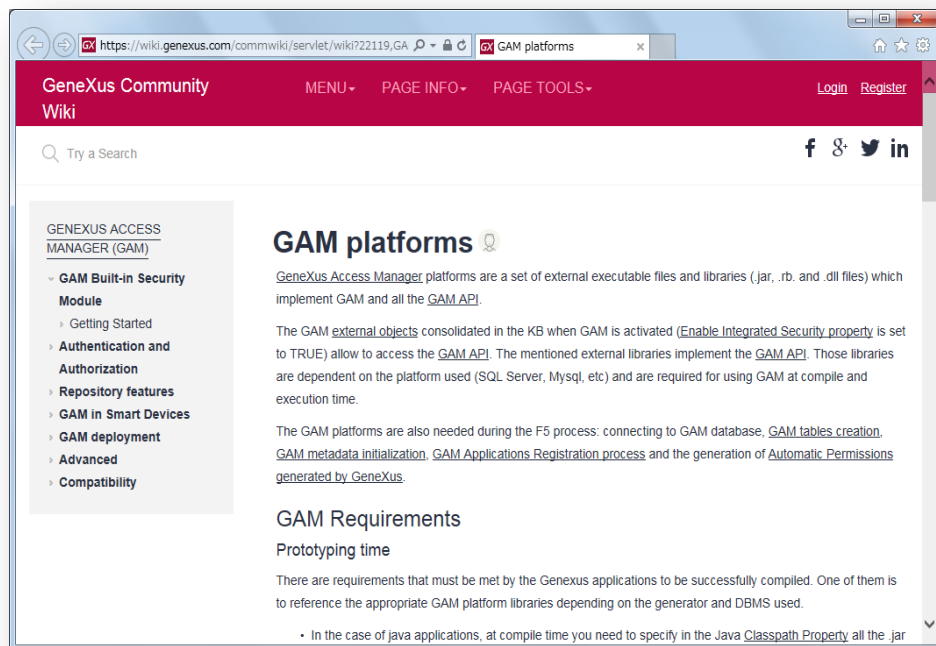 https://wiki.genexus.com/commwiki/servlet/wiki?22119,GA
GX GAM platforms
GeneXus Community
Wiki
MENU PAGE INFO PAGE TOOLS
Login Register
Try a Search
GENEXUS ACCESS
MANAGER (GAM)
GAM Built-in Security
Module
Getting Started
Authentication and
Authorization
Repository features
GAM in Smart Devices
GAM deployment
Advanced
Compatibility
GAM platforms
GeneXus Access Manager platforms are a set of external executable files and libraries (.jar, .rb. and .dll files) which
implement GAM and all the GAM API.
The GAM external objects consolidated in the KB when GAM is activated (Enable Integrated Security property is set
to TRUE) allow to access the GAM API. The mentioned external libraries implement the GAM API. Those libraries
are dependent on the platform used (SQL Server, Mysql, etc) and are required for using GAM at compile and
execution time.
The GAM platforms are also needed during the F5 process: connecting to GAM database, GAM tables creation,
GAM metadata initialization, GAM Applications Registration process and the generation of Automatic Permissions
generated by GeneXus.
GAM Requirements
Prototyping time
There are requirements that must be met by the Genexus applications to be successfully compiled. One of them is
to reference the appropriate GAM platform libraries depending on the generator and DBMS used.
• In the case of java applications, at compile time you need to specify in the Java Classpath Property all the .jar